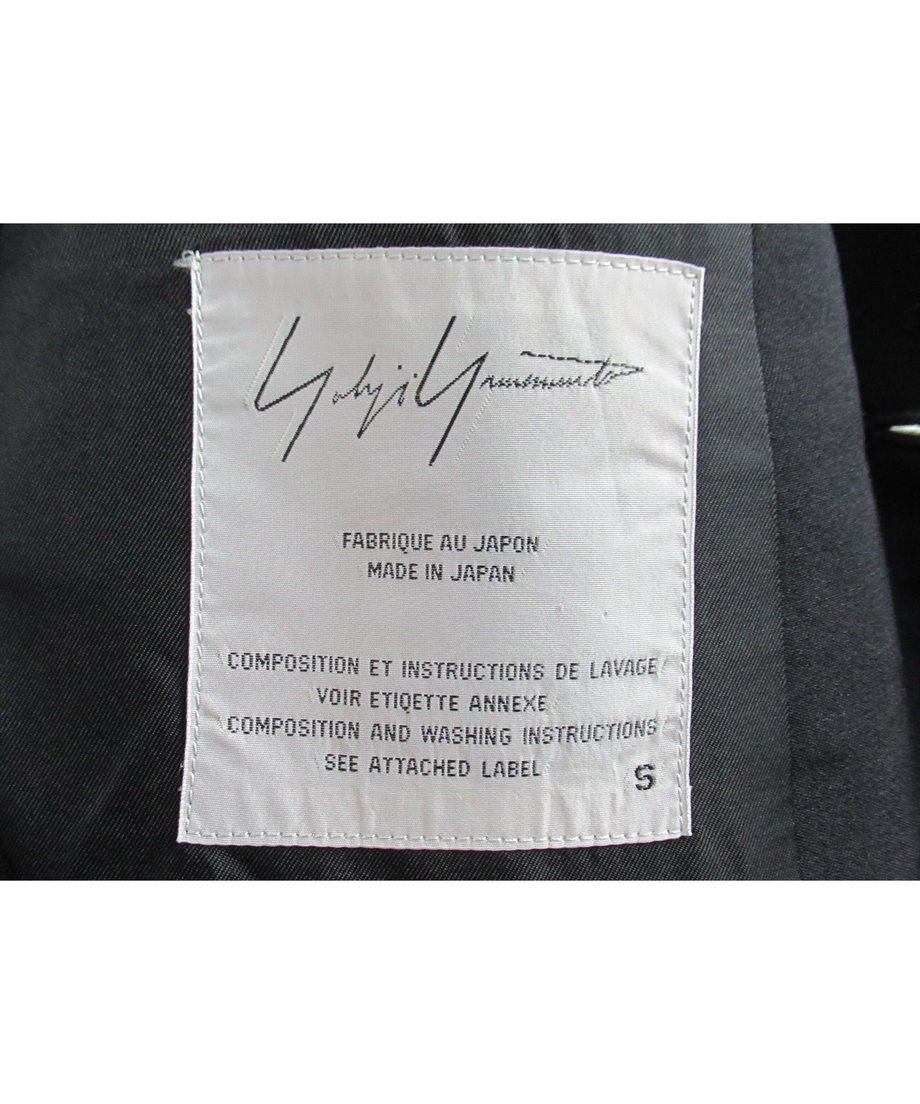 Yohji Yamamoto
FABRIQUE AU JAPON
MADE IN JAPAN
COMPOSITION ET INSTRUCTIONS DE LAVAGE
VOIR ETIQETTE ANNEXE
COMPOSITION AND WASHING INSTRUCTIONS
SEE ATTACHED LABEL
S